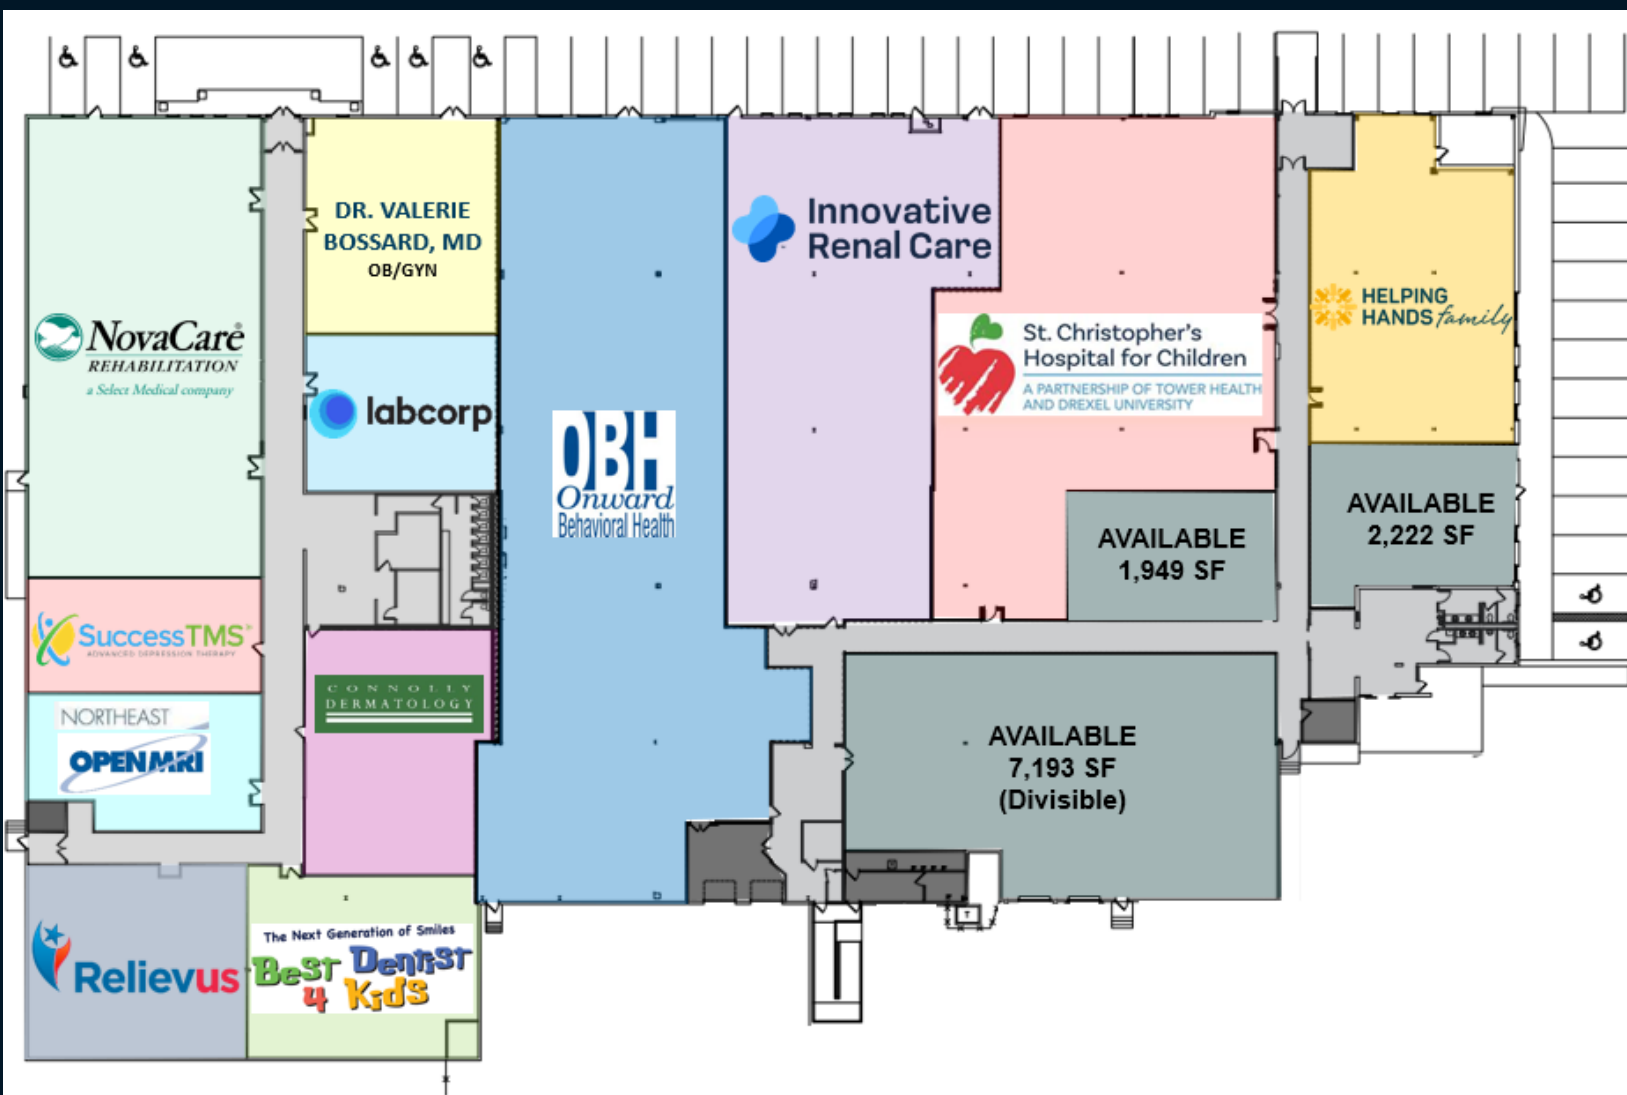 DR. VALERIE
BOSSARD, MD
OB/GYN
Innovative
Renal Care
NovaCare®
REHABILITATION
a Select Medical company
labcorp
OBH
Onward
Behavioral Health
St. Christopher's
Hospital for Children
A PARTNERSHIP OF TOWER HEALTH
AND DREXEL UNIVERSITY
HELPING
HANDS family
AVAILABLE
2,222 SF
AVAILABLE
1,949 SF
SuccessTMS
ADVANCED DEPRESSION THERAPY
CONNOLLY
DERMATOLOGY
NORTHEAST
OPEN MRI
AVAILABLE
7,193 SF
(Divisible)
Relievus
The Next Generation of Smiles
Best Dentist
4 Kids
T